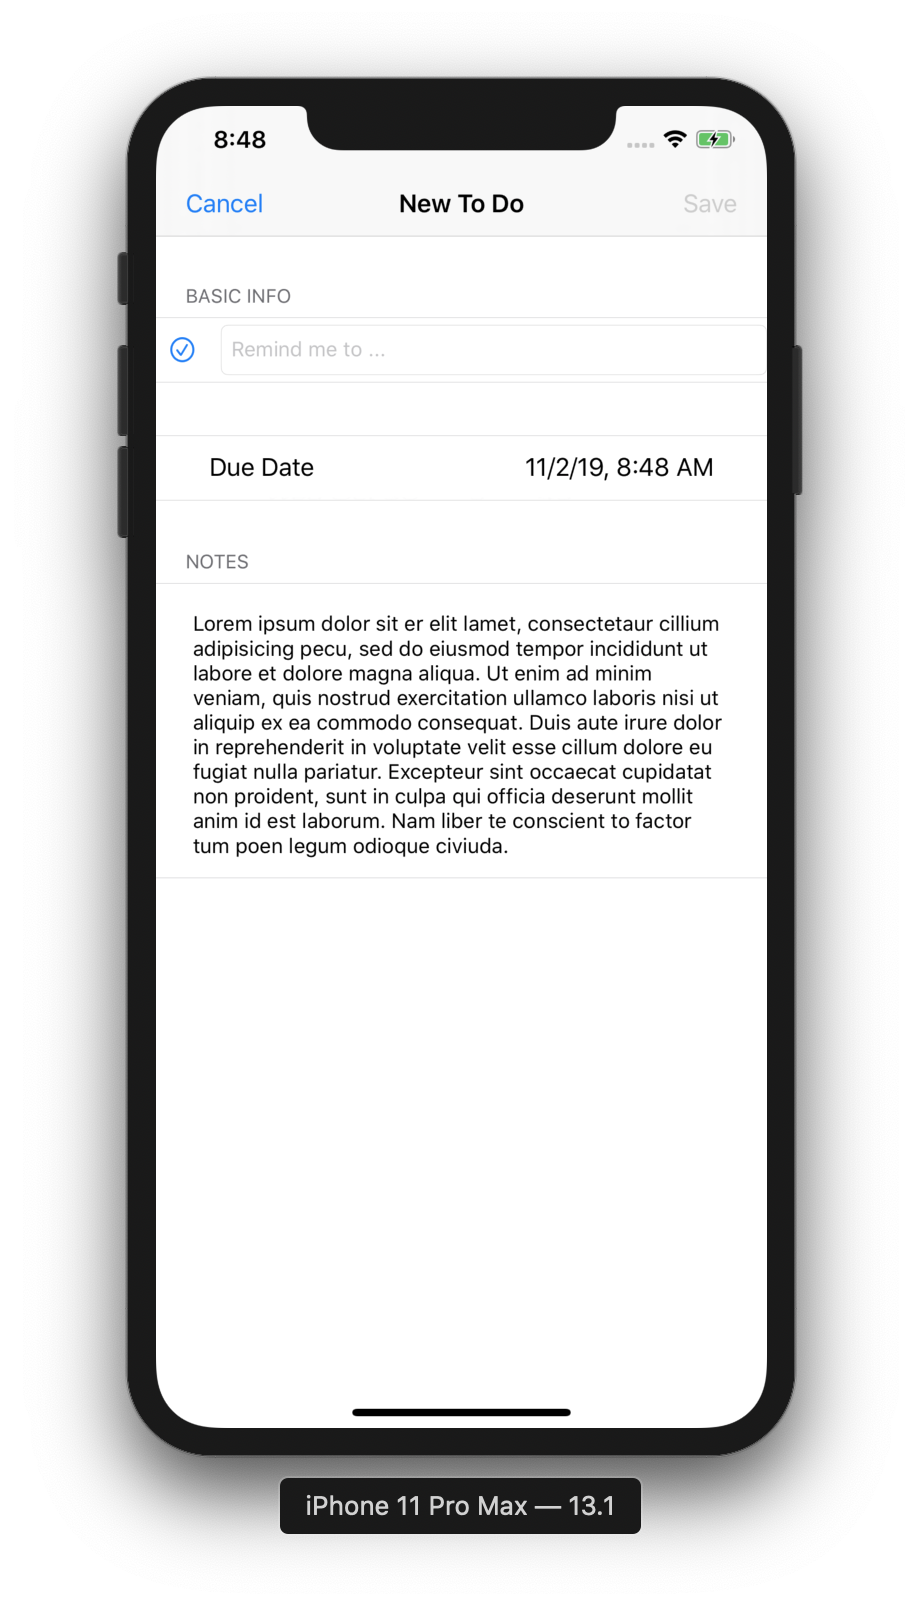 8:48
Cancel New To Do Save
BASIC INFO
Remind me to ...
Due Date 11/2/19, 8:48 AM
NOTES
Lorem ipsum dolor sit er elit lamet, consectetaur cillium
adipisicing pecu, sed do eiusmod tempor incididunt ut
labore et dolore magna aliqua. Ut enim ad minim
veniam, quis nostrud exercitation ullamco laboris nisi ut
aliquip ex ea commodo consequat. Duis aute irure dolor
in reprehenderit in voluptate velit esse cillum dolore eu
fugiat nulla pariatur. Excepteur sint occaecat cupidatat
non proident, sunt in culpa qui officia deserunt mollit
anim id est laborum. Nam liber te conscient to factor
tum poen legum odioque civiuda.
iPhone 11 Pro Max — 13.1